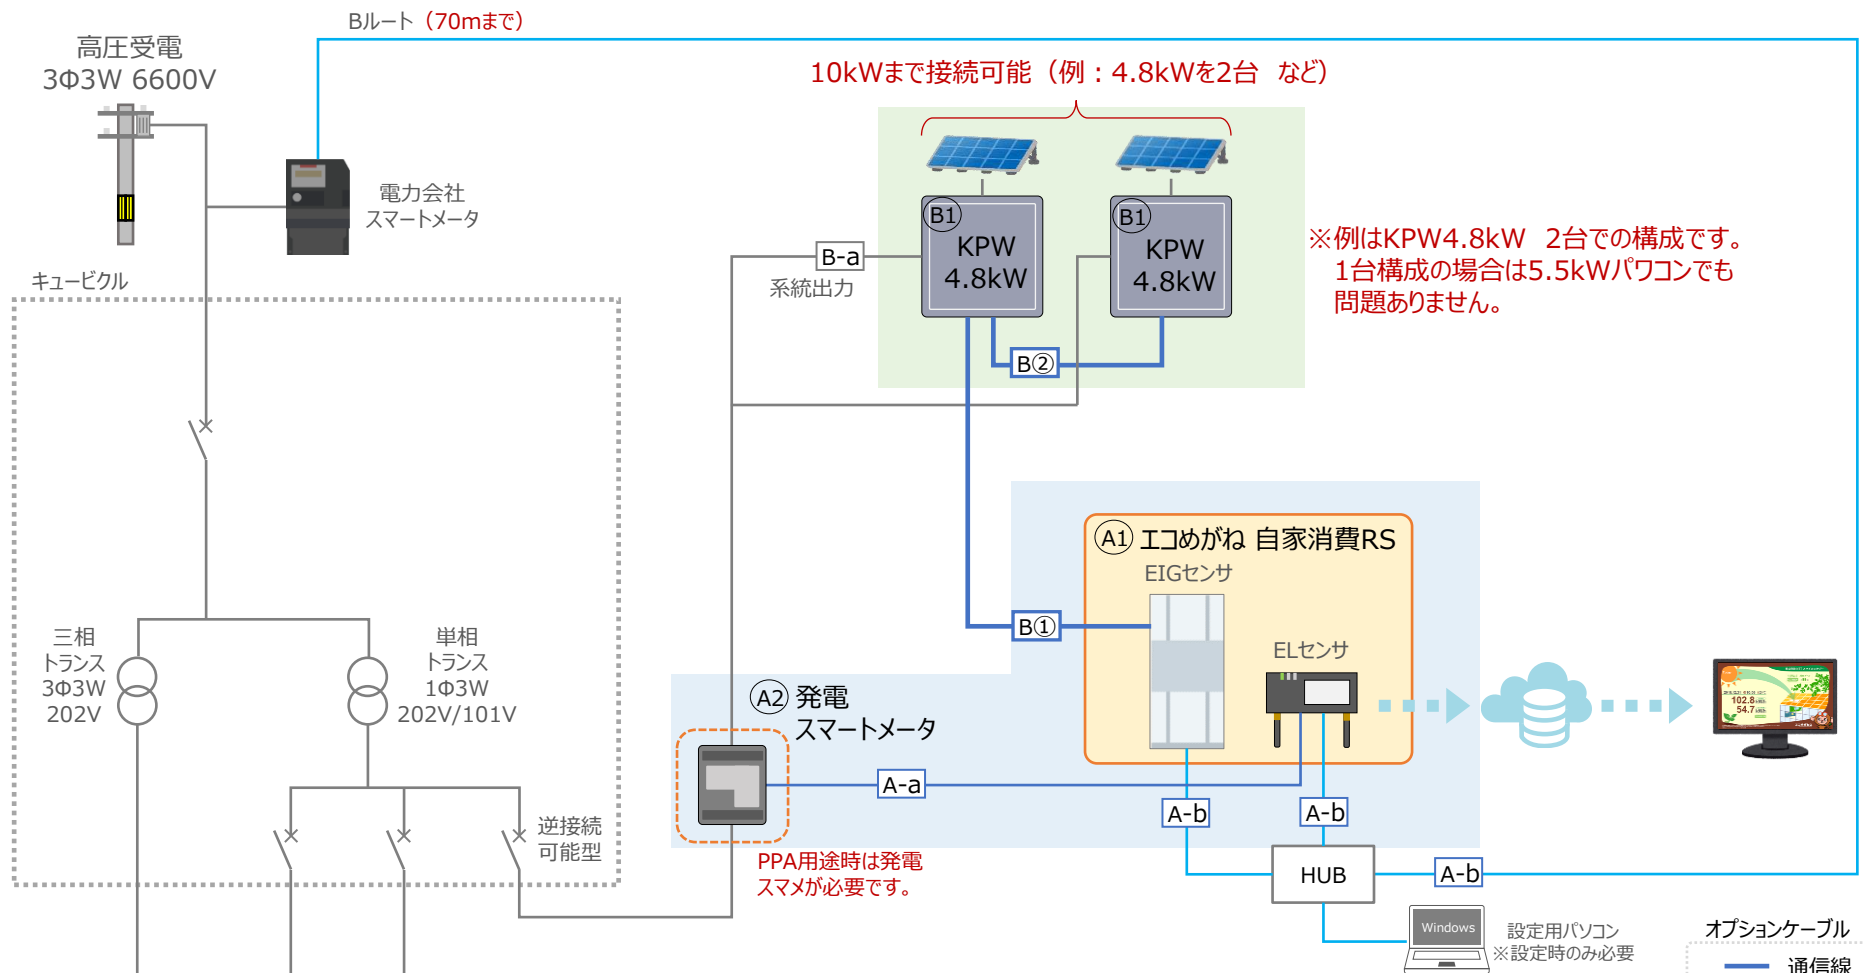 Bルート（70mまで）
高圧受電
3Φ3W 6600V
10kWまで接続可能（例：4.8kWを2台 など）
電力会社
スマートメータ
B1
KPW
4.8kW
B1
KPW
4.8kW
B-a
系統出力
※例はKPW4.8kW 2台での構成です。
1台構成の場合は5.5kWパワコンでも
問題ありません。
キュービクル
B②
A1 エコめがね 自家消費RS
EIGセンサ
B①
ELセンサ
三相
トランス
3Φ3W
202V
単相
トランス
1Φ3W
202V/101V
A2 発電
スマートメータ
102.8
54.7
A-a
A-b
A-b
逆接続
可能型
PPA用途時は発電
スマメが必要です。
HUB
A-b
Windows
設定用パソコン
※設定時のみ必要
オプションケーブル
通信線